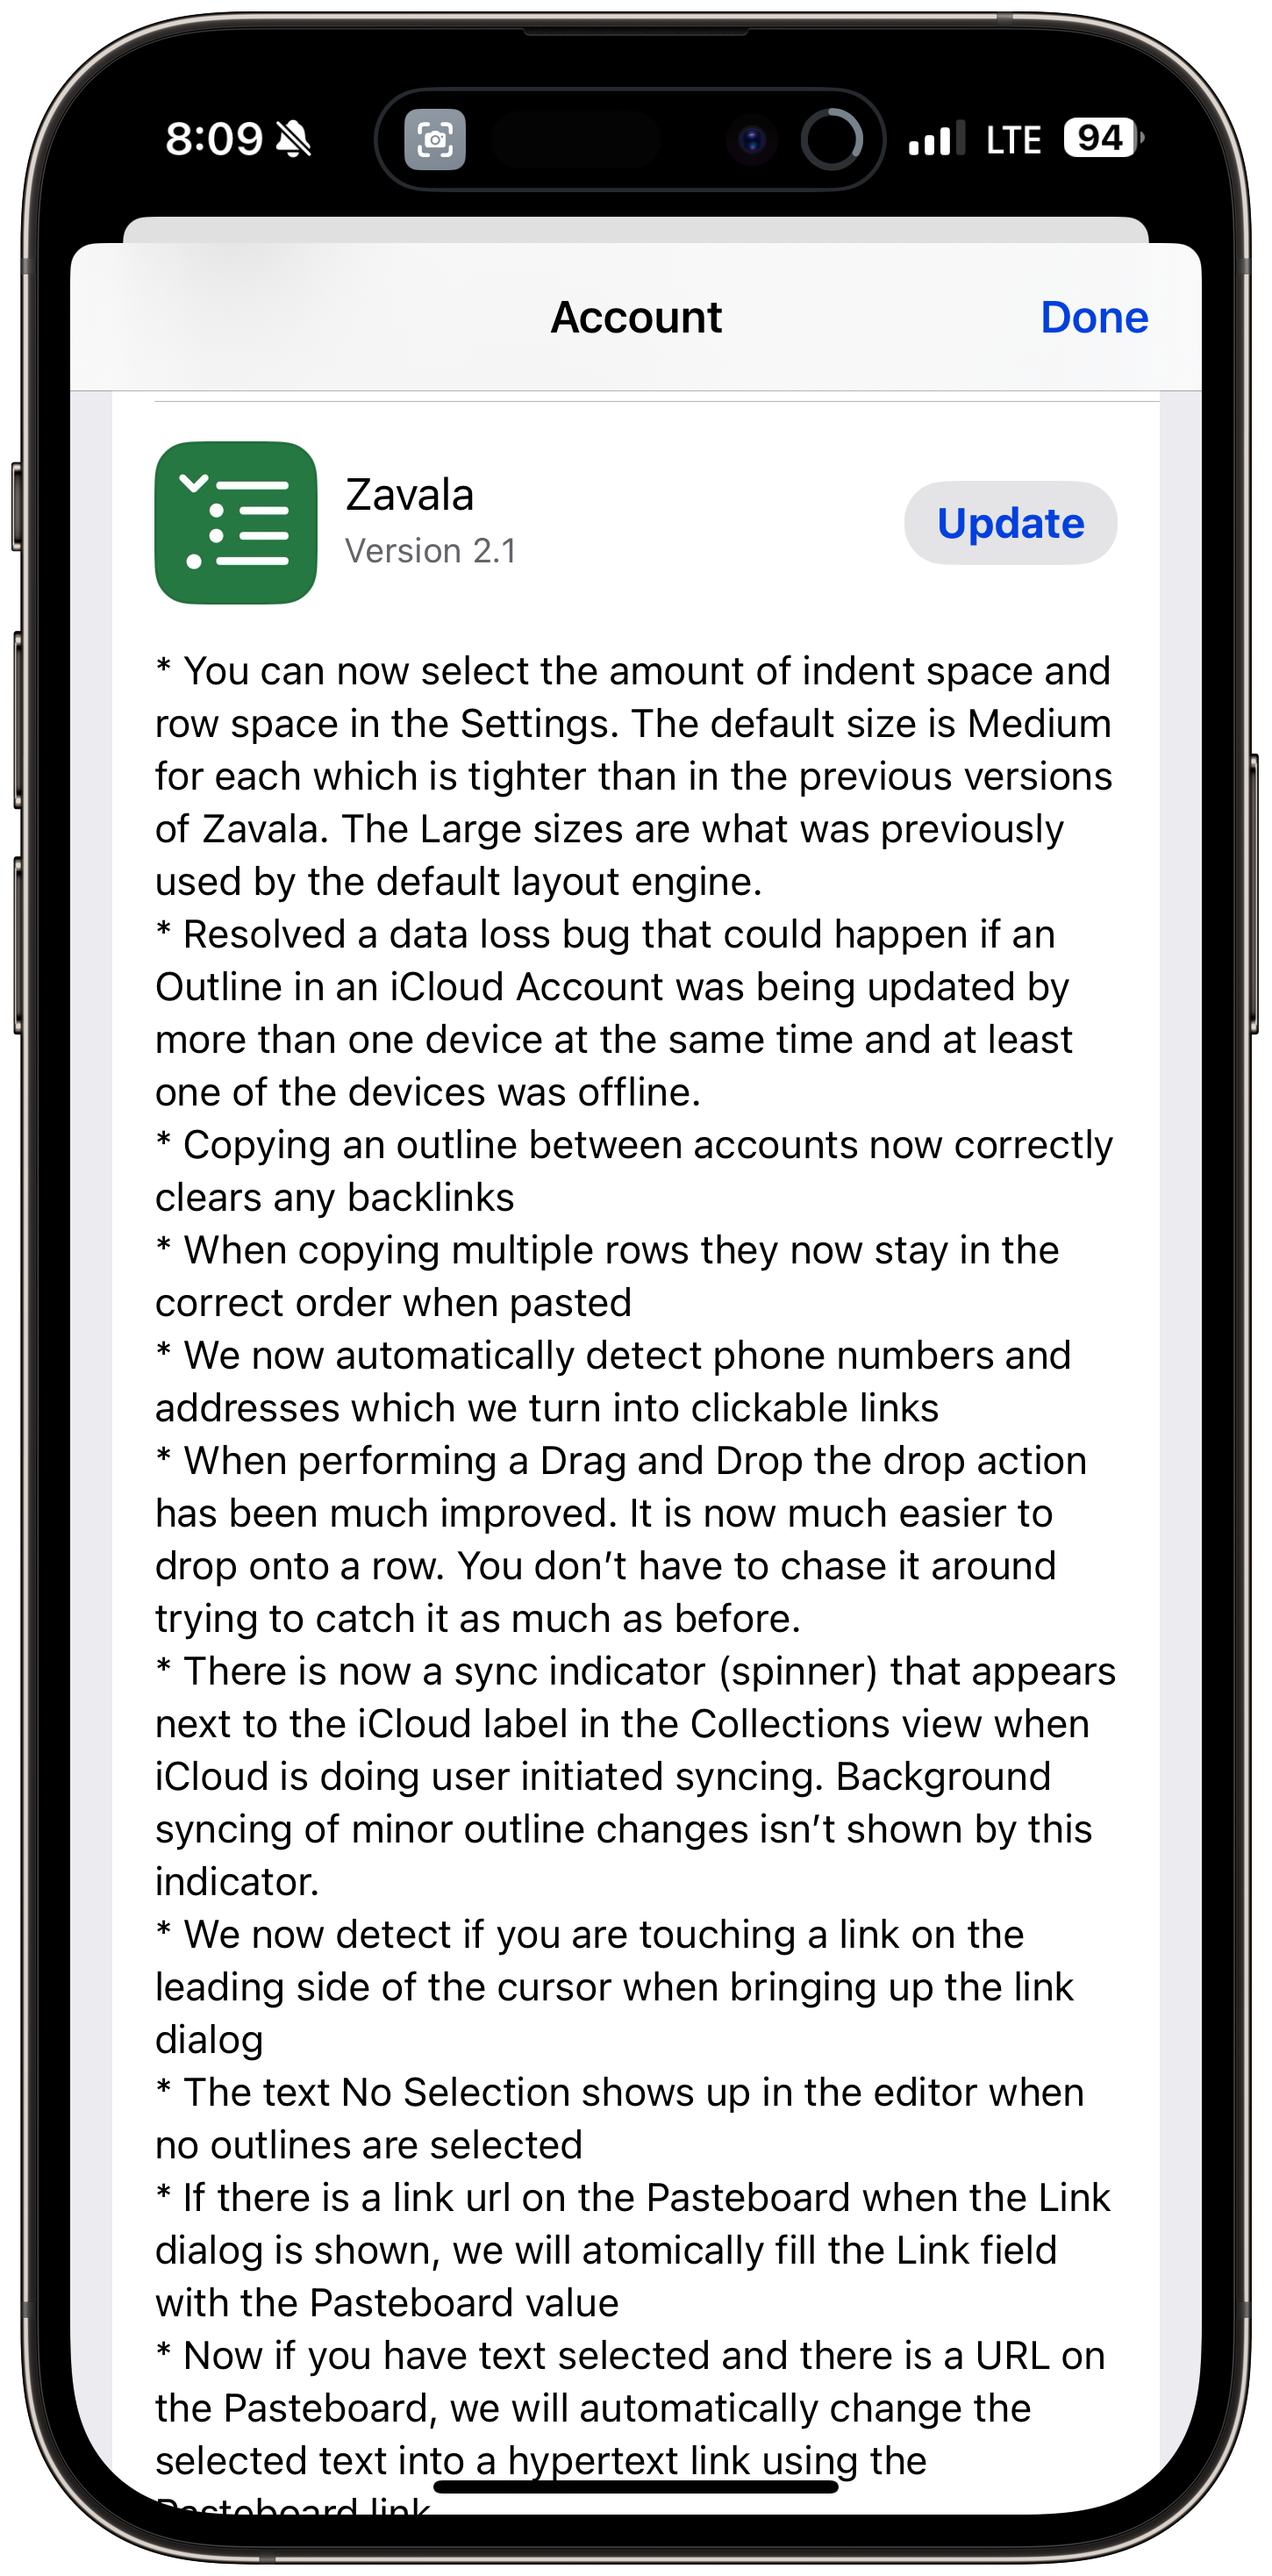 8:09
LTE
94
Account
Done
Zavala
Version 2.1
Update
* You can now select the amount of indent space and
row space in the Settings. The default size is Medium
for each which is tighter than in the previous versions
of Zavala. The Large sizes are what was previously
used by the default layout engine.
* Resolved a data loss bug that could happen if an
Outline in an iCloud Account was being updated by
more than one device at the same time and at least
one of the devices was offline.
* Copying an outline between accounts now correctly
clears any backlinks
* When copying multiple rows they now stay in the
correct order when pasted
* We now automatically detect phone numbers and
addresses which we turn into clickable links
* When performing a Drag and Drop the drop action
has been much improved. It is now much easier to
drop onto a row. You don’t have to chase it around
trying to catch it as much as before.
* There is now a sync indicator (spinner) that appears
next to the iCloud label in the Collections view when
iCloud is doing user initiated syncing. Background
syncing of minor outline changes isn’t shown by this
indicator.
* We now detect if you are touching a link on the
leading side of the cursor when bringing up the link
dialog
* The text No Selection shows up in the editor when
no outlines are selected
* If there is a link url on the Pasteboard when the Link
dialog is shown, we will atomically fill the Link field
with the Pasteboard value
* Now if you have text selected and there is a URL on
the Pasteboard, we will automatically change the
selected text into a hypertext link using the
Pasteboard link